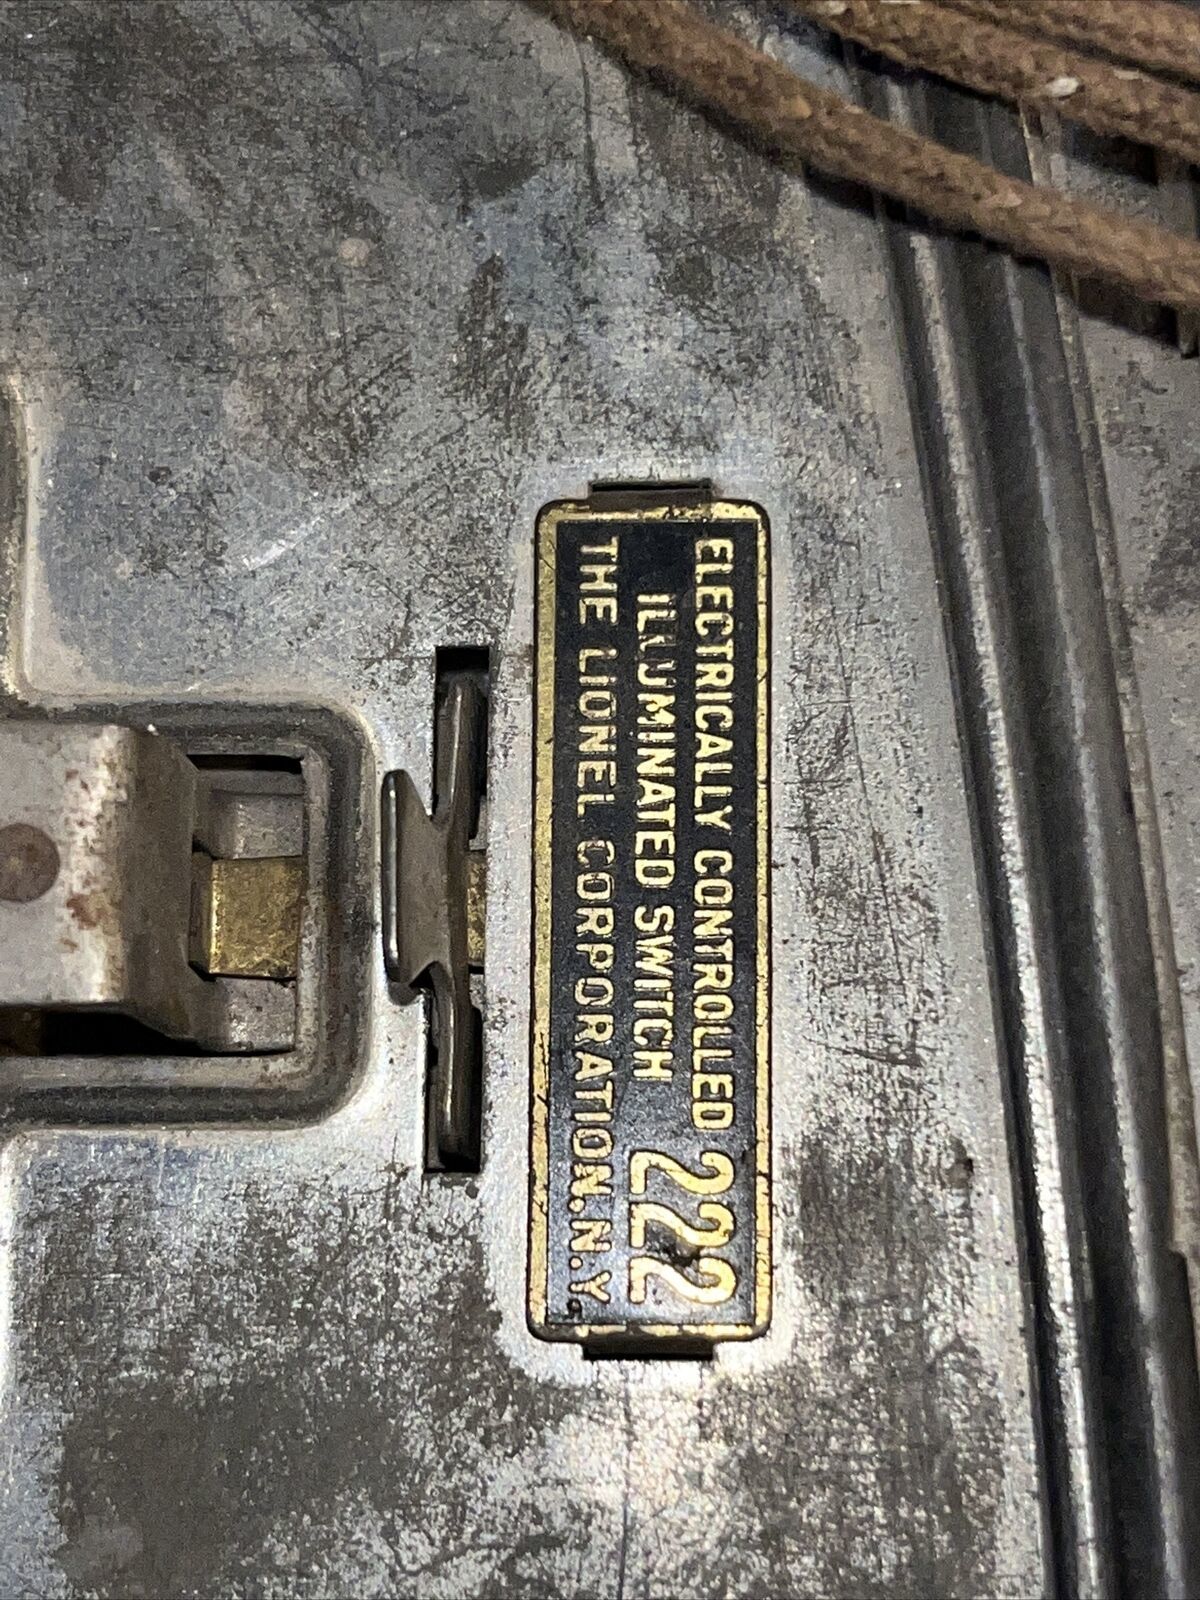 ELECTRICALLY CONTROLLED
ILLUMINATED SWITCH
222
THE LIONEL CORPORATION.N.Y.